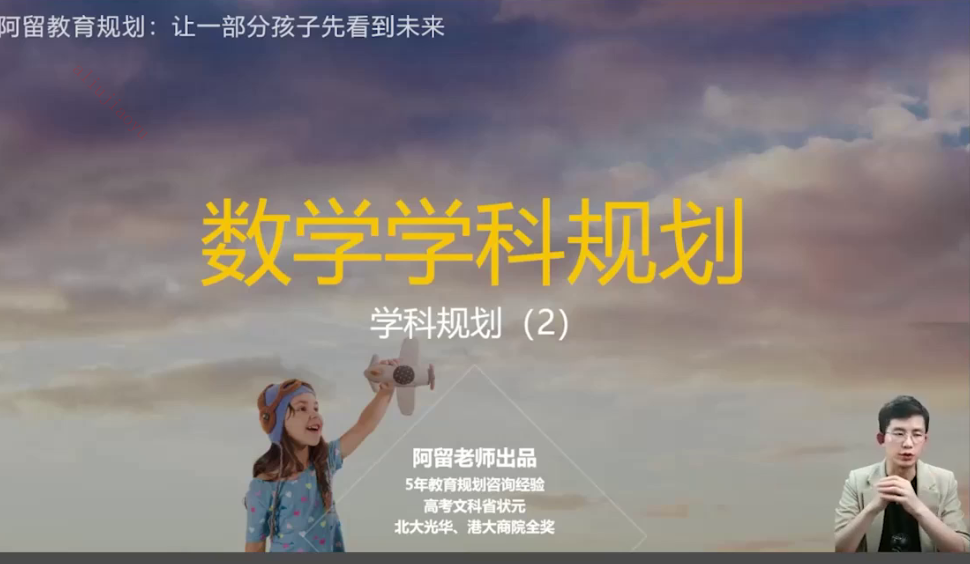 阿留教育规划：让一部分孩子先看到未来
数学学科规划
学科规划（2）
阿留老师出品
5年教育规划咨询经验
高考文科省状元
北大光华、港大商院全奖